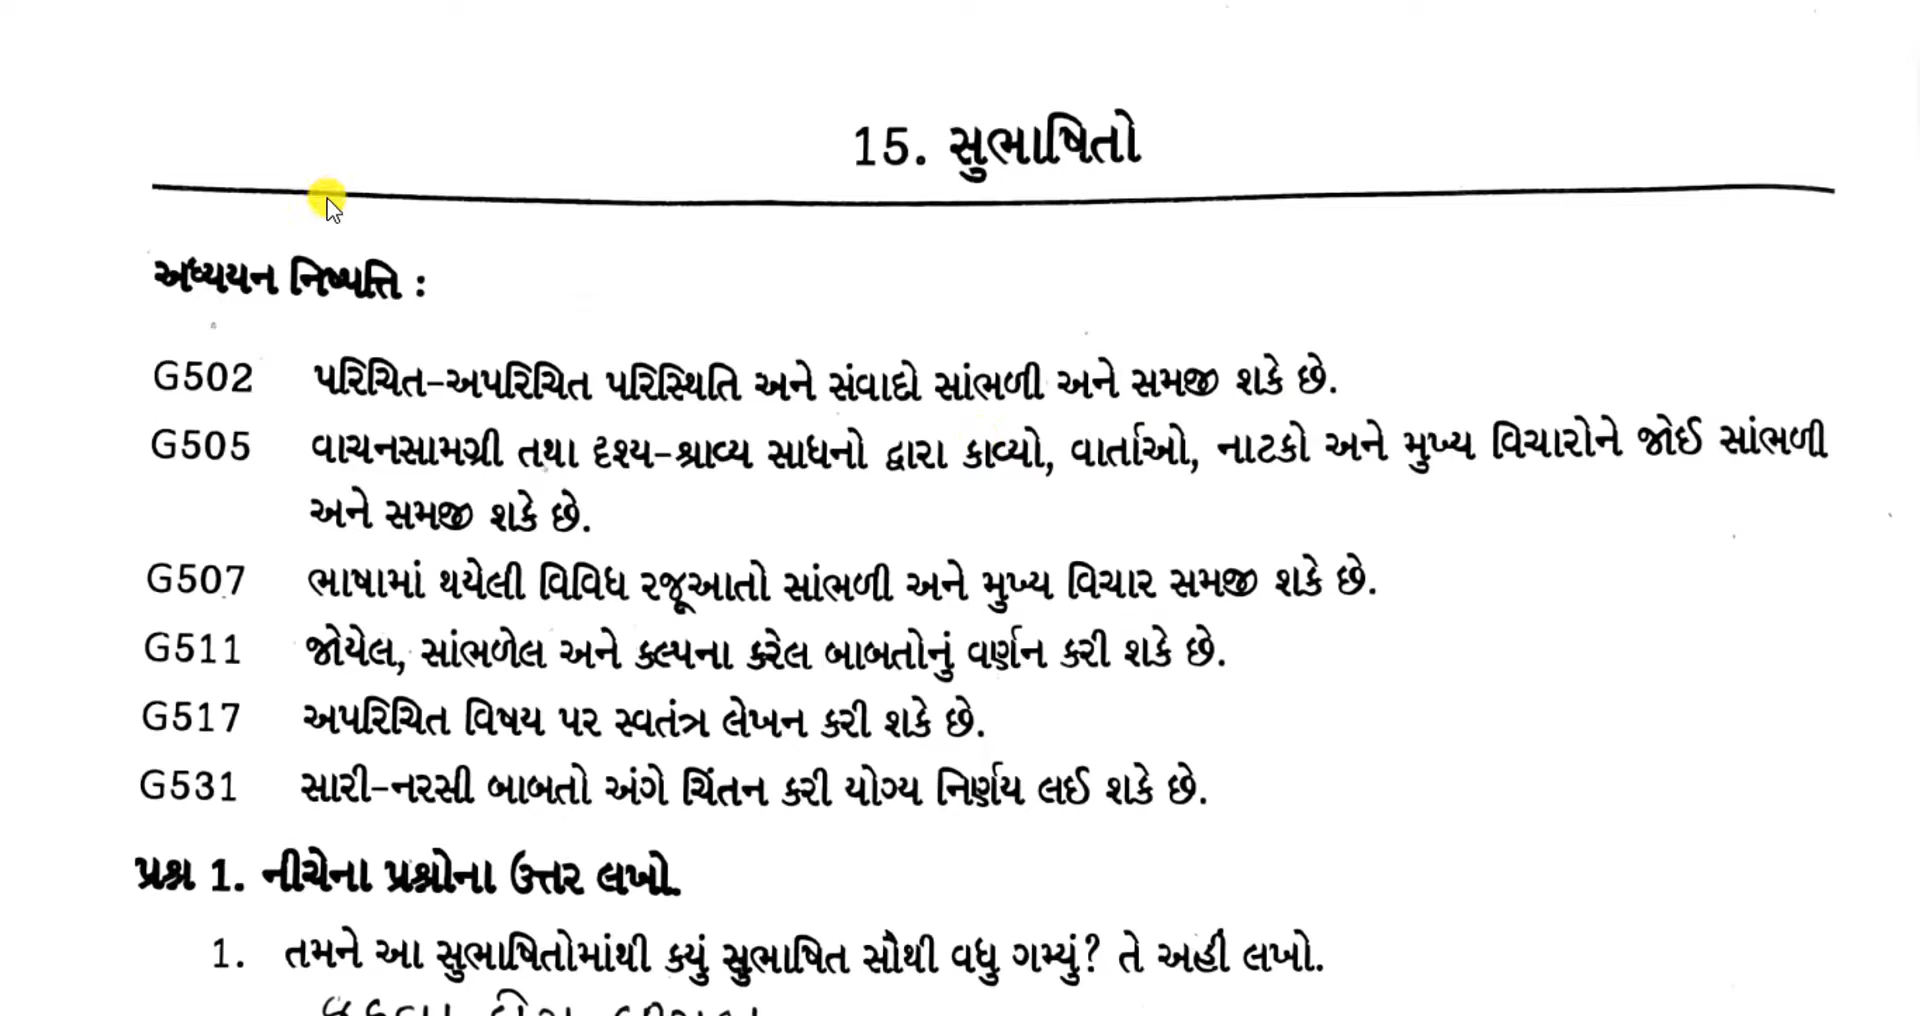 15. સુભાષિતો
અધ્યયન નિષ્પત્તિ :
G502 પરિચિત-અપરિચિત પરિસ્થિતિ અને સંવાદો સાંભળી અને સમજી શકે છે.
G505 વાચનસામગ્રી તથા દૃશ્ય-શ્રાવ્ય સાધનો દ્વારા કાવ્યો, વાર્તાઓ, નાટકો અને મુખ્ય વિચારોને જોઈ સાંભળી
અને સમજી શકે છે.
G507 ભાષામાં થયેલી વિવિધ રજૂઆતો સાંભળી અને મુખ્ય વિચાર સમજી શકે છે.
G511 જોયેલ, સાંભળેલ અને કલ્પના કરેલ બાબતોનું વર્ણન કરી શકે છે.
G517 અપરિચિત વિષય પર સ્વતંત્ર લેખન કરી શકે છે.
G531 સારી-નરસી બાબતો અંગે ચિંતન કરી યોગ્ય નિર્ણય લઈ શકે છે.
પ્રશ્ન 1. નીચેના પ્રશ્નોના ઉત્તર લખો.
1. તમને આ સુભાષિતોમાંથી કયું સુભાષિત સૌથી વધુ ગમ્યું? તે અહીં લખો.